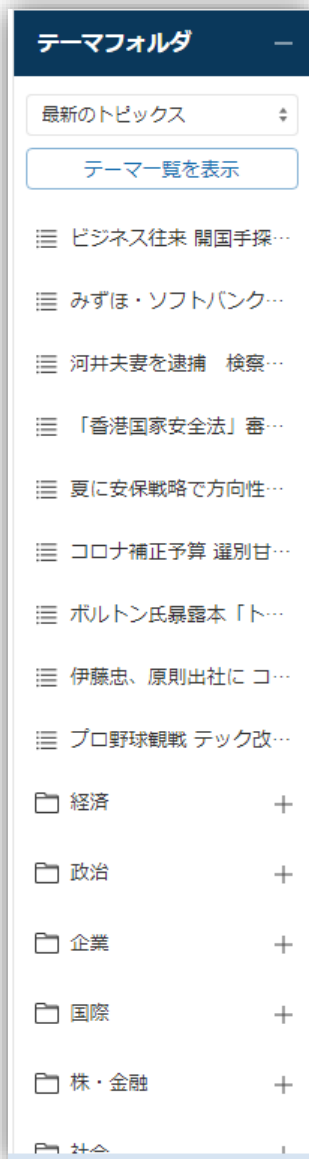 テーマフォルダ
最新のトピックス
テーマ一覧を表示
ビジネス往来 開国手探…
みずほ・ソフトバンク…
河井夫妻を逮捕　検察…
「香港国家安全法」審…
夏に安保戦略で方向性…
コロナ補正予算 選別甘…
ボルトン氏暴露本「ト…
伊藤忠、原則出社に コ…
プロ野球観戦 テック改…
経済
政治
企業
国際
株・金融
社会